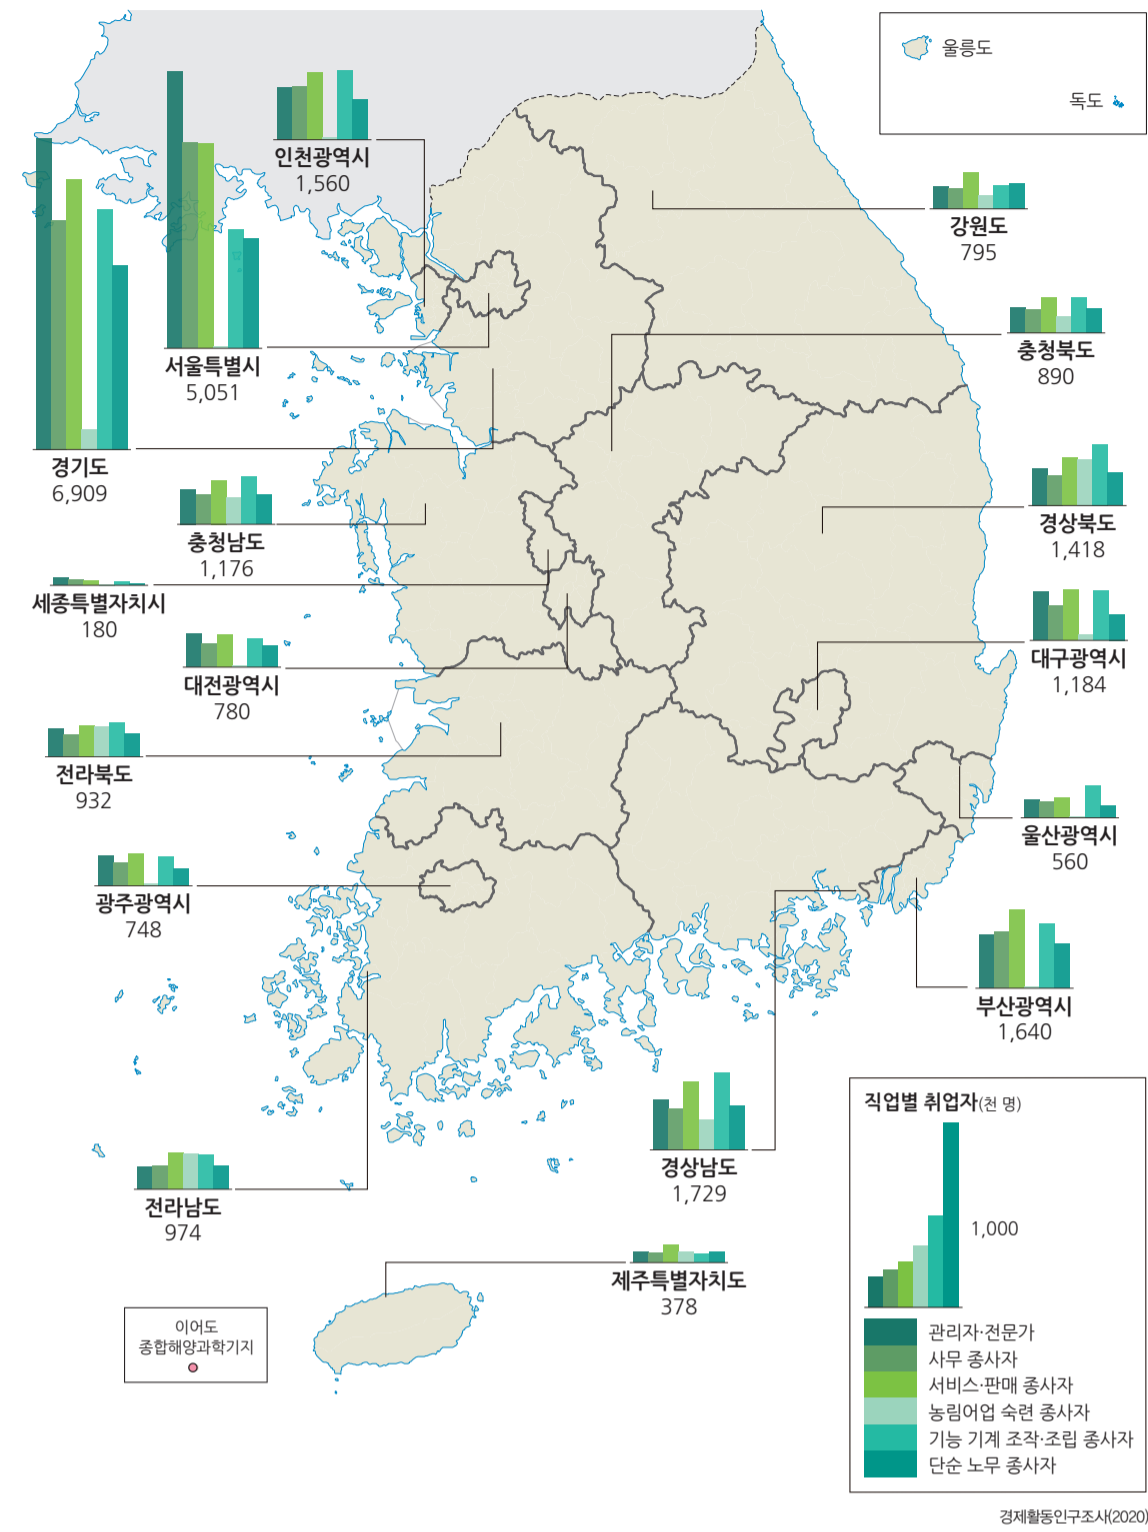 울릉도
독도
인천광역시
1,560
강원도
795
서울특별시
5,051
충청북도
890
경기도
6,909
경상북도
1,418
충청남도
1,176
세종특별자치시
180
대구광역시
1,184
대전광역시
780
전라북도
932
울산광역시
560
광주광역시
748
부산광역시
1,640
경상남도
1,729
전라남도
974
제주특별자치도
378
이어도
종합해양과학기지
직업별 취업자(천 명)
1,000
관리자·전문가
사무 종사자
서비스·판매 종사자
농림어업 숙련 종사자
기능 기계 조작·조립 종사자
단순 노무 종사자
경제활동인구조사(2020)